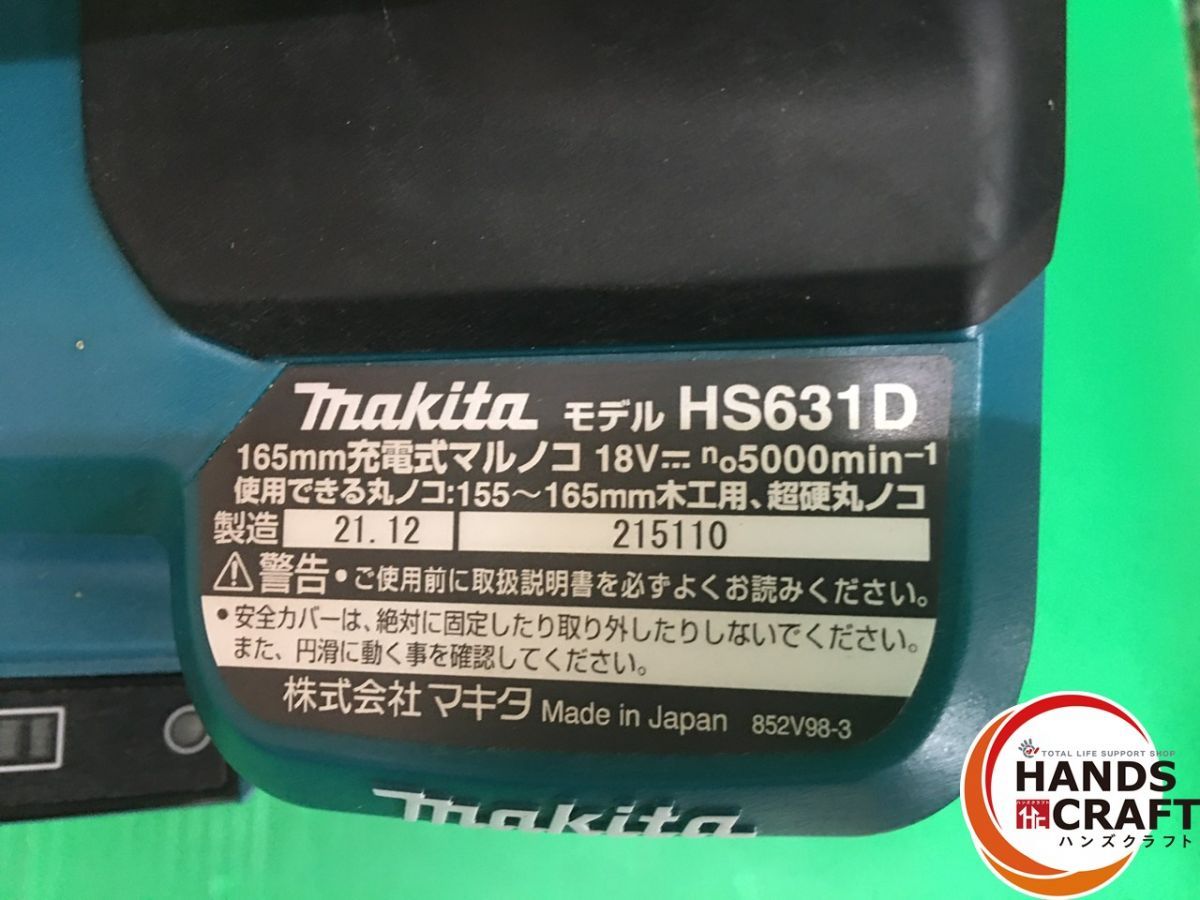 makita モデル HS631D
165mm充電式マルノコ 18V⎓ n₀5000min⁻¹
使用できる丸ノコ:155～165mm木工用、超硬丸ノコ
製造 21.12 215110
⚠警告・ご使用前に取扱説明書を必ずよくお読みください。
・安全カバーは、絶対に固定したり取り外したりしないでください。
また、円滑に動く事を確認してください。
株式会社マキタ Made in Japan 852V98-3
makita
TOTAL LIFE SUPPORT SHOP
HANDS
ハンズクラフト
CRAFT
ハンズクラフト